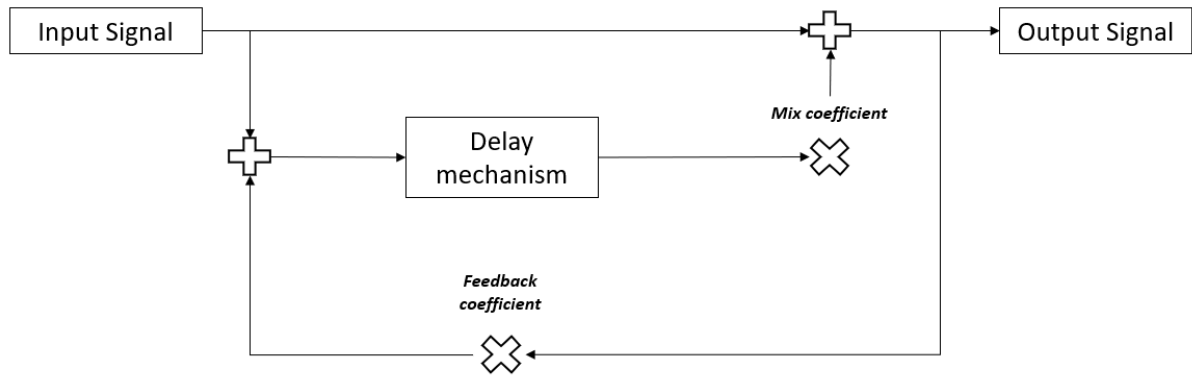 Input Signal
Output Signal
Mix coefficient
Delay
mechanism
Feedback
coefficient